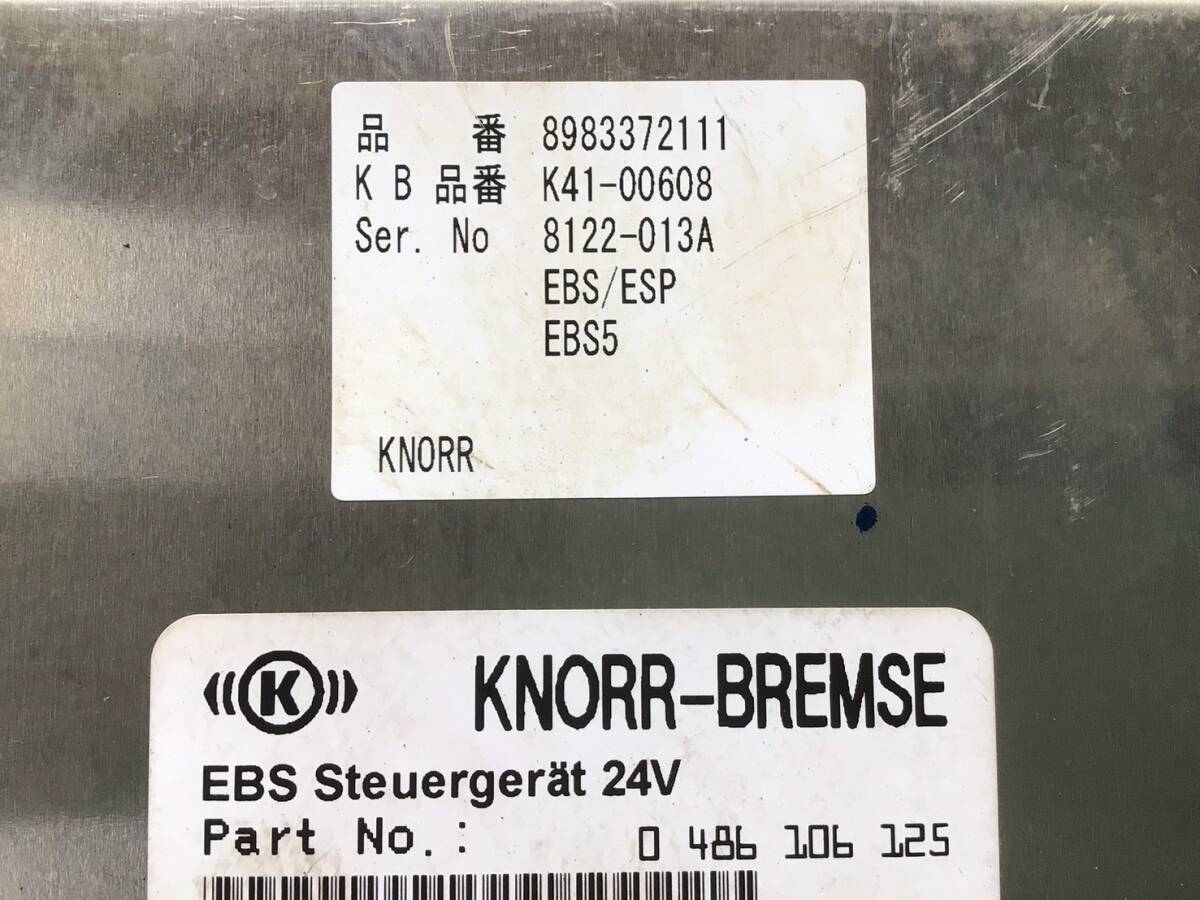 品 番 8983372111
K B 品番 K41-00608
Ser. No 8122-013A
EBS/ESP
EBS5
KNORR
K KNORR-BREMSE
EBS Steuergerät 24V
Part No.: 0 486 106 125